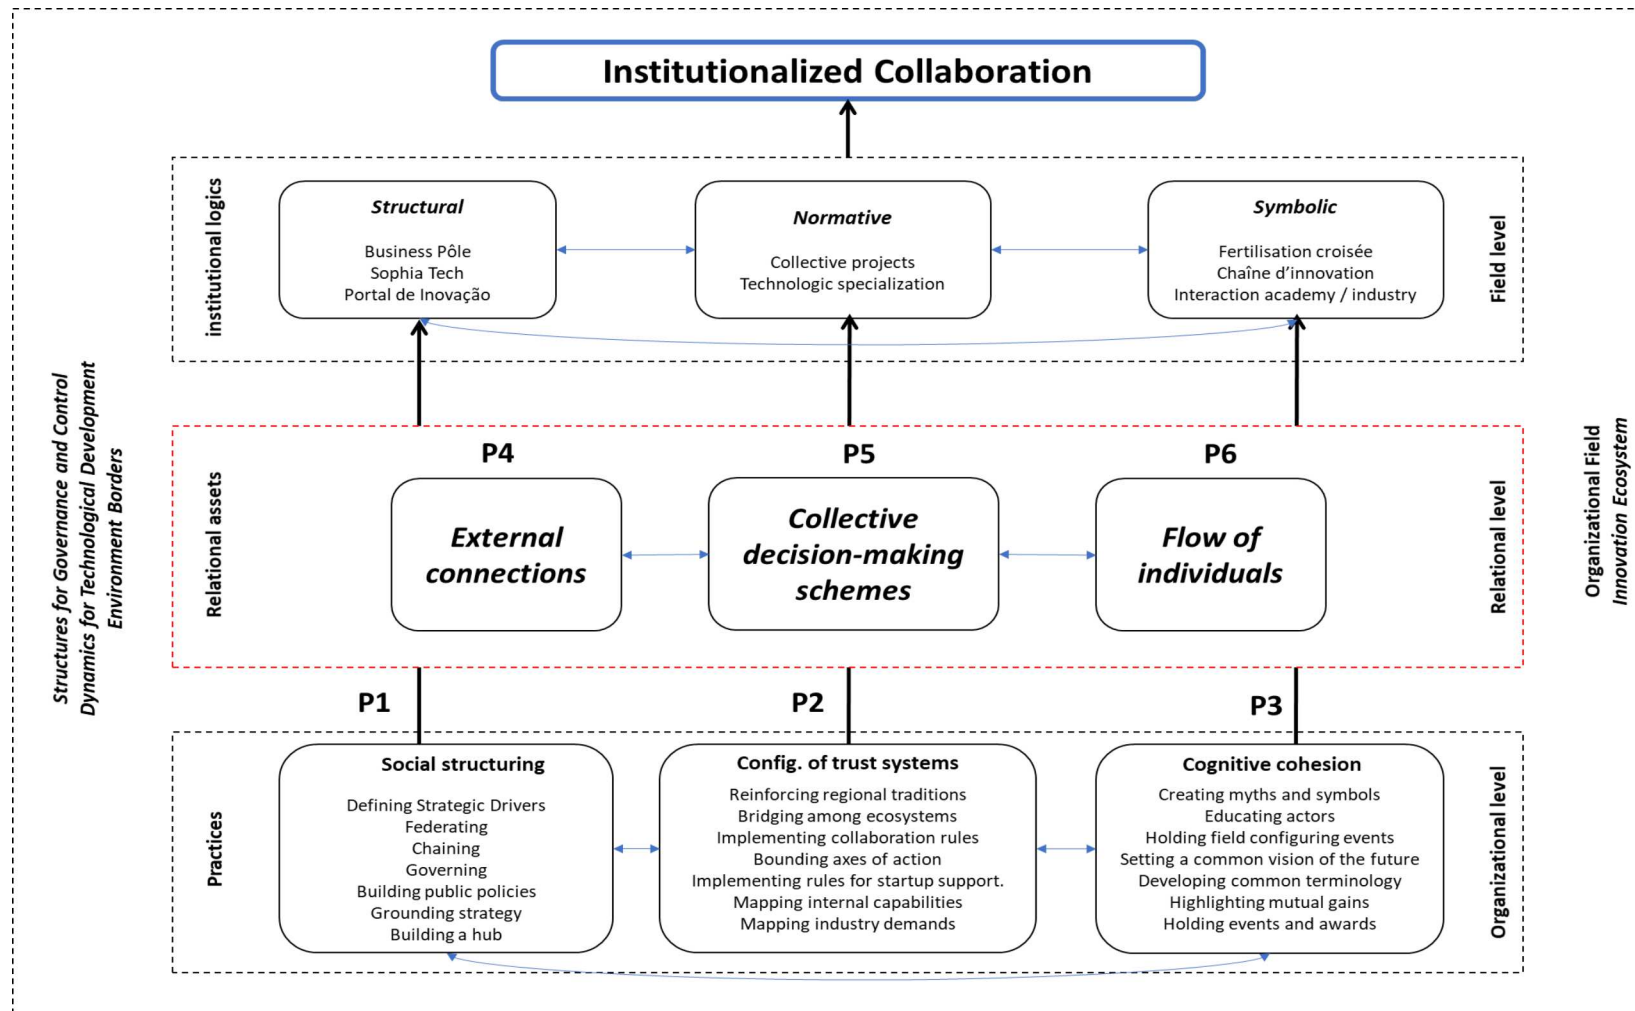 Institutionalized Collaboration
institutional logics
Structural
Business Pôle
Sophia Tech
Portal de Inovação
Normative
Collective projects
Technologic specialization
Symbolic
Fertilisation croisée
Chaîne d’innovation
Interaction academy / industry
Field level
Structures for Governance and Control
Dynamics for Technological Development
Environment Borders
Relational assets
P4
External
connections
P5
Collective
decision-making
schemes
P6
Flow of
individuals
Relational level
Organizational Field
Innovation Ecosystem
P1
P2
P3
Practices
Social structuring
Defining Strategic Drivers
Federating
Chaining
Governing
Building public policies
Grounding strategy
Building a hub
Config. of trust systems
Reinforcing regional traditions
Bridging among ecosystems
Implementing collaboration rules
Bounding axes of action
Implementing rules for startup support.
Mapping internal capabilities
Mapping industry demands
Cognitive cohesion
Creating myths and symbols
Educating actors
Holding field configuring events
Setting a common vision of the future
Developing common terminology
Highlighting mutual gains
Holding events and awards
Organizational level